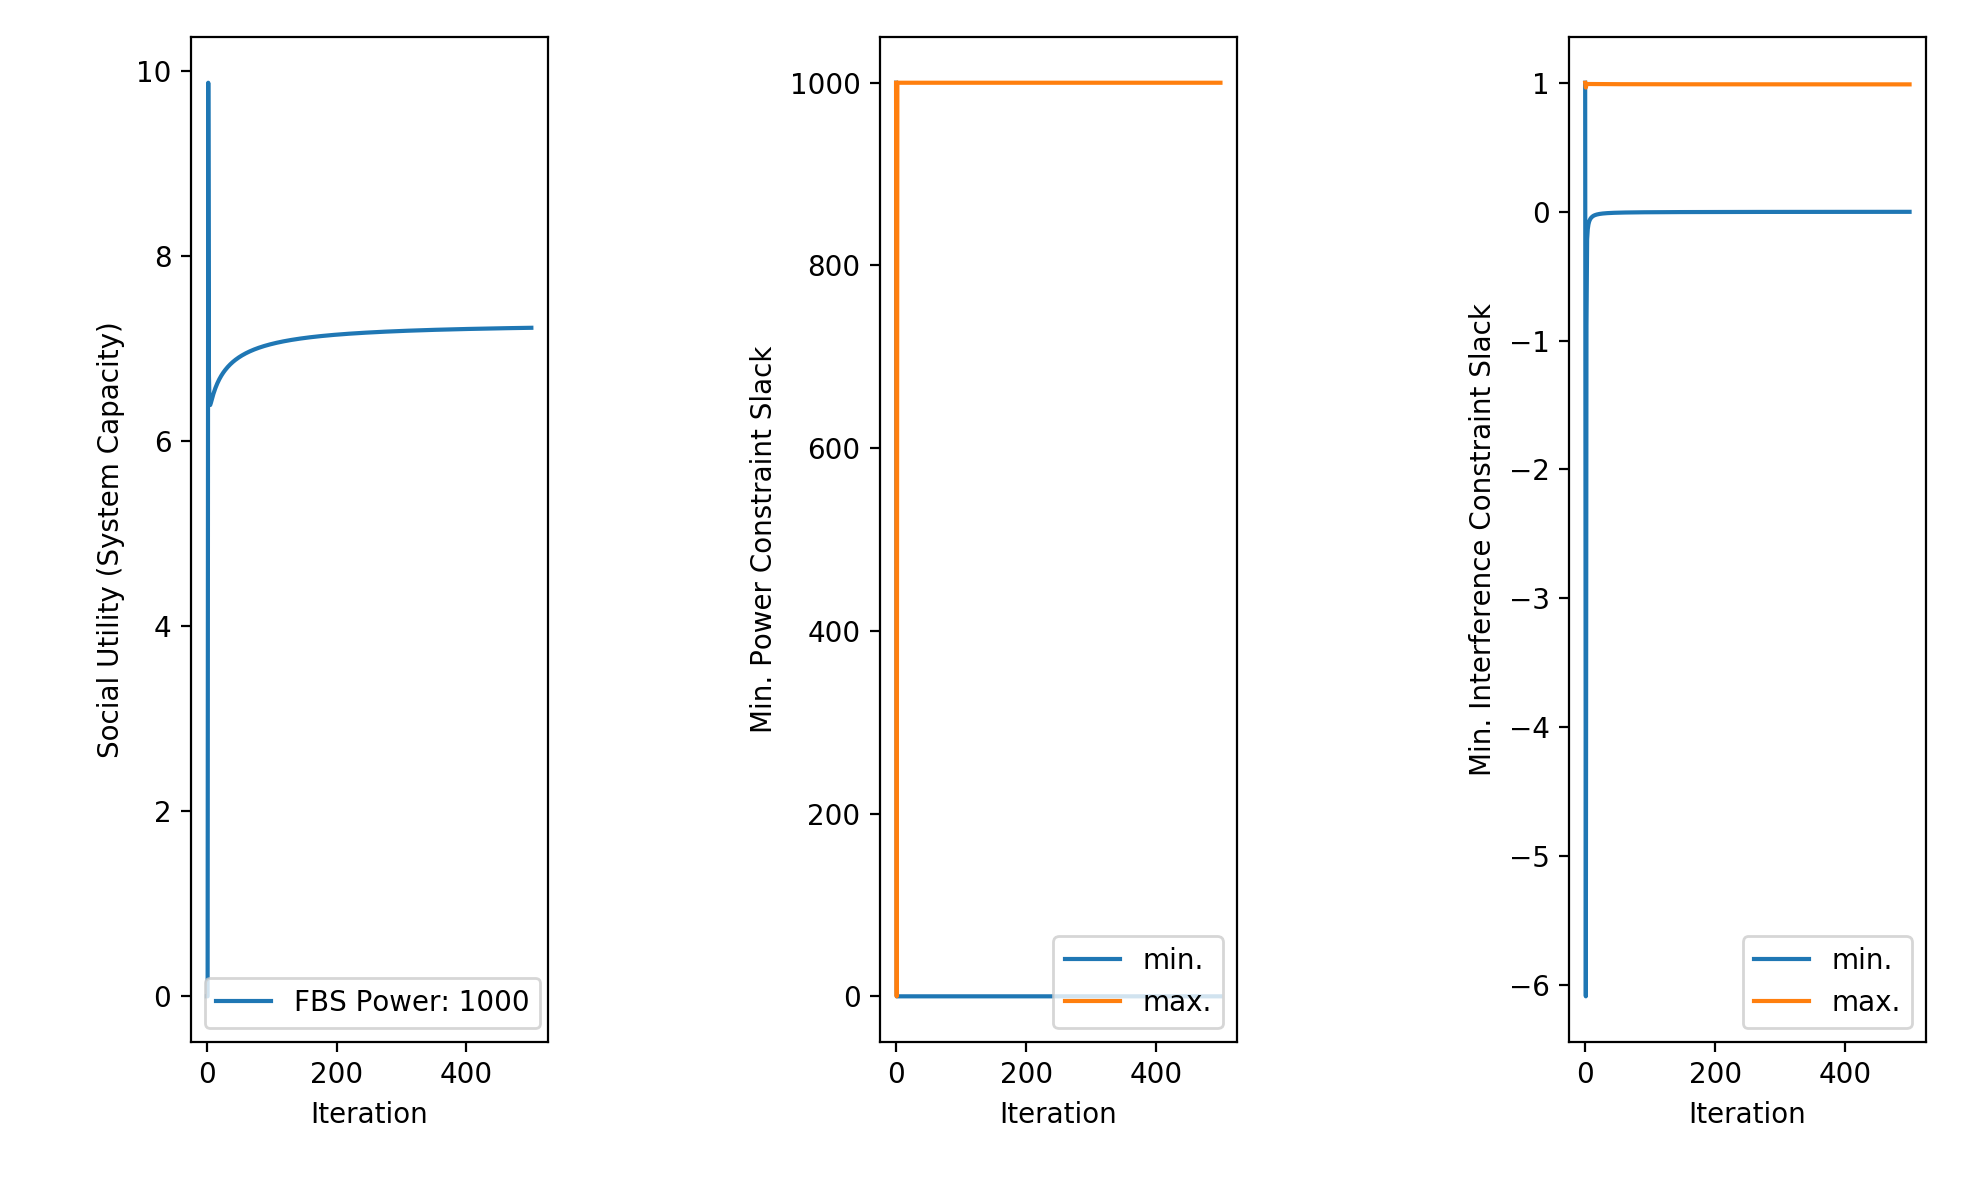 Social Utility (System Capacity)
10
8
6
4
2
0
FBS Power: 1000
0 200 400
Iteration
Min. Power Constraint Slack
1000
800
600
400
200
0
min.
max.
0 200 400
Iteration
Min. Interference Constraint Slack
1
0
−1
−2
−3
−4
−5
−6
min.
max.
0 200 400
Iteration